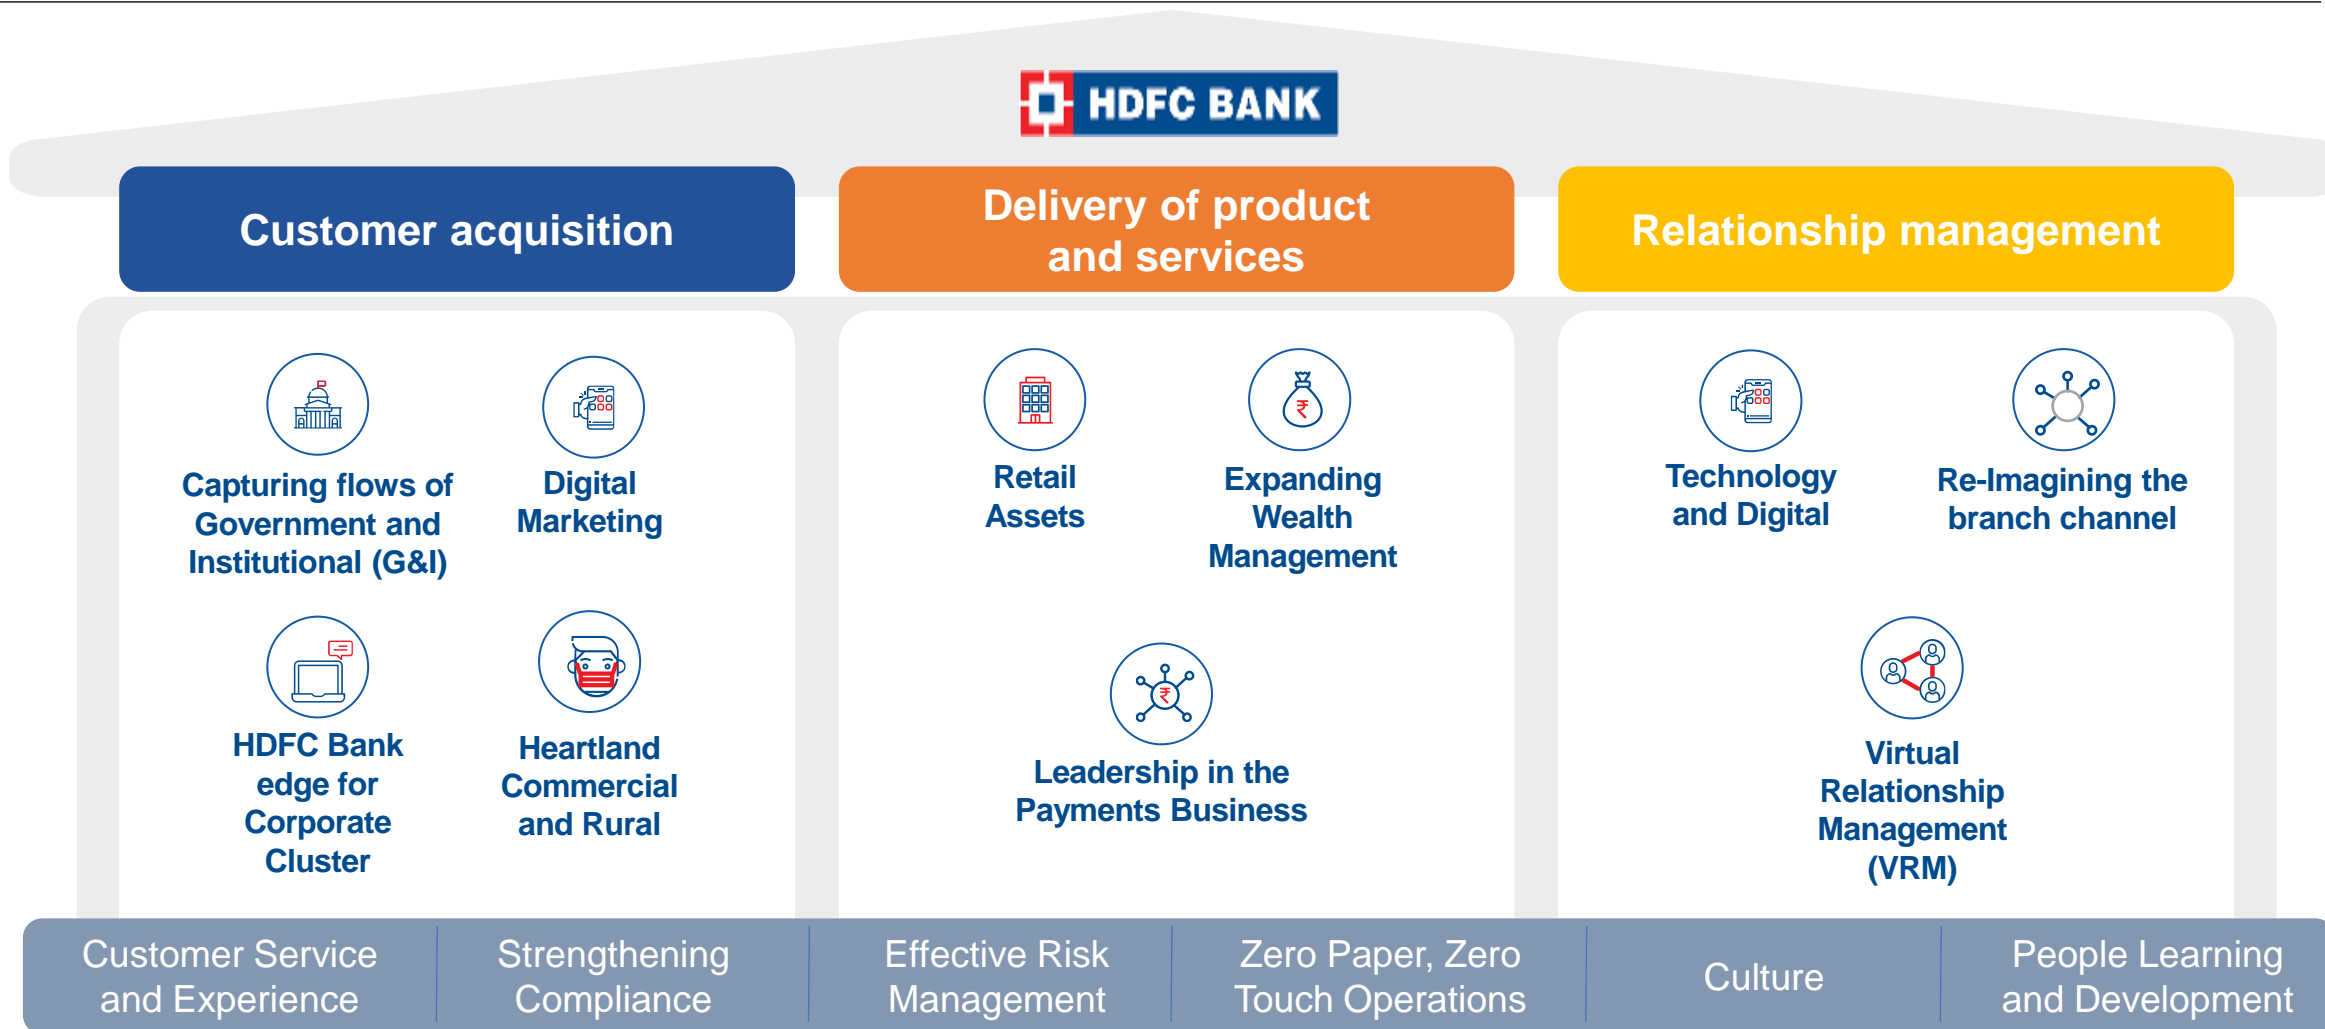 HDFC BANK
Customer acquisition
Delivery of product
and services
Relationship management
Capturing flows of
Government and
Institutional (G&I)
Digital
Marketing
HDFC Bank
edge for
Corporate
Cluster
Heartland
Commercial
and Rural
Retail
Assets
Expanding
Wealth
Management
₹
₹
Leadership in the
Payments Business
Technology
and Digital
Re-Imagining the
branch channel
Virtual
Relationship
Management
(VRM)
Customer Service
and Experience
Strengthening
Compliance
Effective Risk
Management
Zero Paper, Zero
Touch Operations
Culture
People Learning
and Development